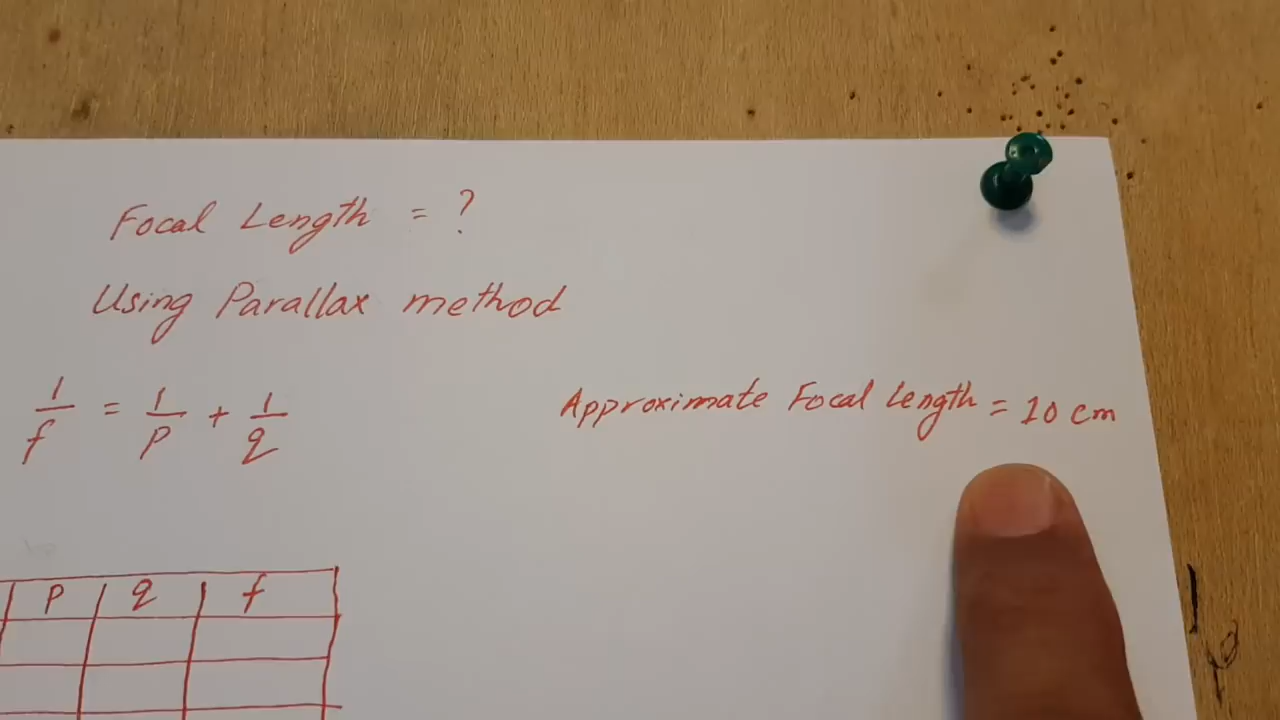 Focal Length = ?
Using Parallax method
1/f = 1/p + 1/q
Approximate Focal Length = 10 cm
p q f